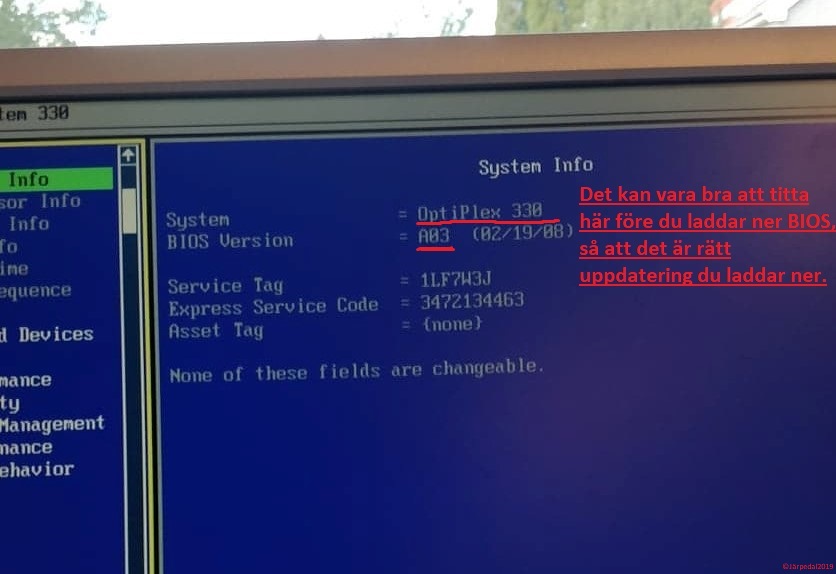 tem 330
Info
sor Info
Info
fo
ime
equence
d Devices
mance
ty
Management
nance
ehavior
System Info
System = OptiPlex 330
BIOS Version = A03 (02/19/08)
Service Tag = 1LF7W3J
Express Service Code = 3472134463
Asset Tag = {none}
None of these fields are changeable.
Det kan vara bra att titta
här före du laddar ner BIOS,
så att det är rätt
uppdatering du laddar ner.